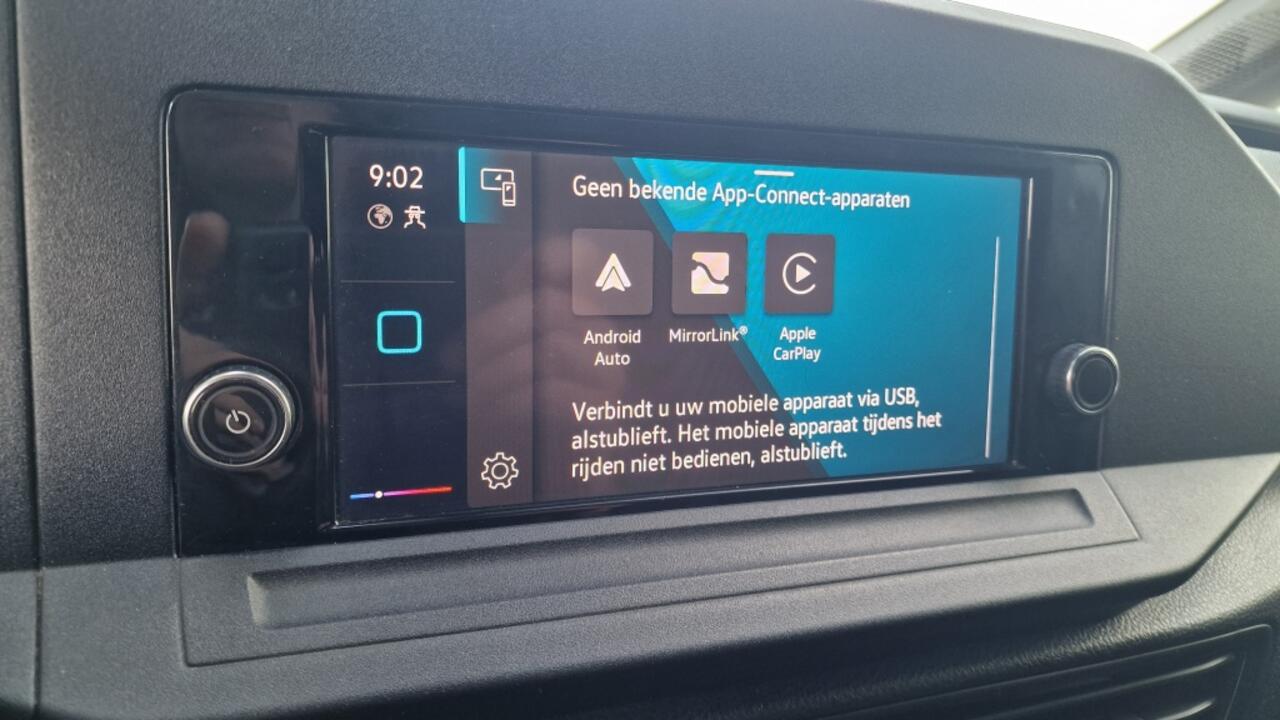 9:02
Geen bekende App-Connect-apparaten
Android
Auto
MirrorLink®
Apple
CarPlay
Verbindt u uw mobiele apparaat via USB,
alstublieft. Het mobiele apparaat tijdens het
rijden niet bedienen, alstublieft.